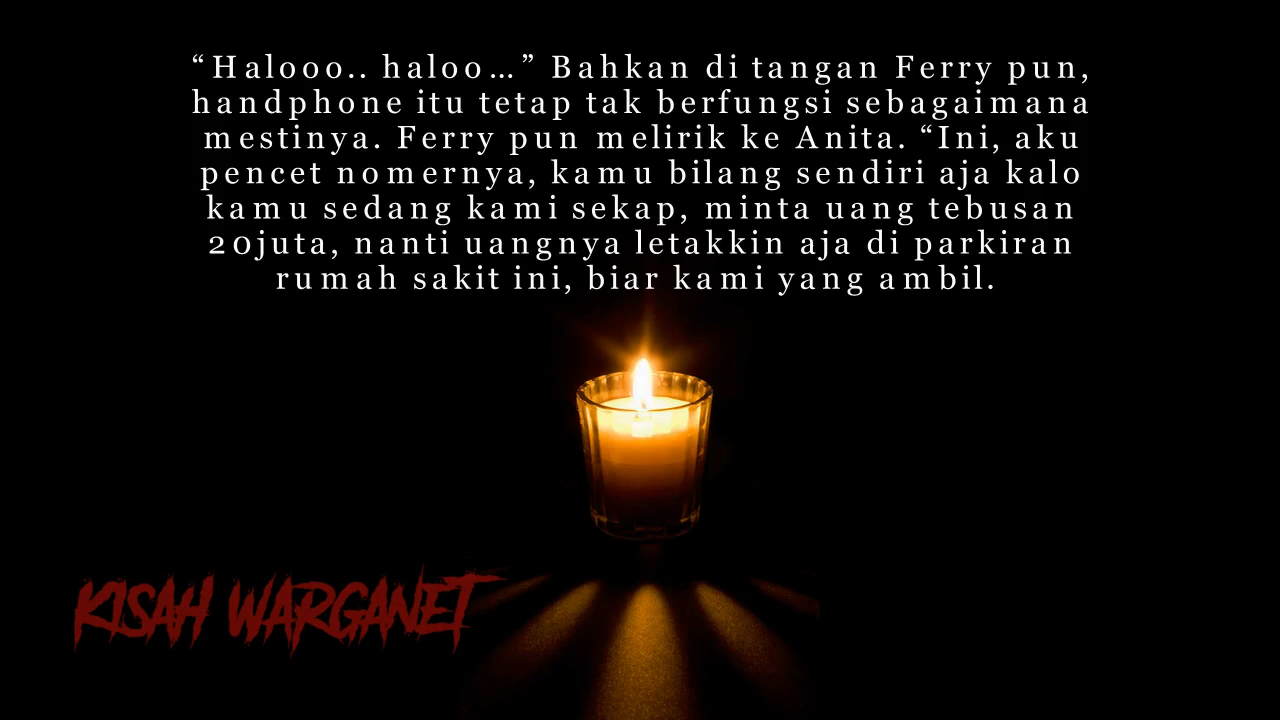 “Halooo.. haloo…” Bahkan di tangan Ferry pun,
handphone itu tetap tak berfungsi sebagaimana
mestinya. Ferry pun melirik ke Anita. “Ini, aku
pencet nomernya, kamu bilang sendiri aja kalo
kamu sedang kami sekap, minta uang tebusan
20juta, nanti uangnya letakkin aja di parkiran
rumah sakit ini, biar kami yang ambil.
KISAH WARGANET